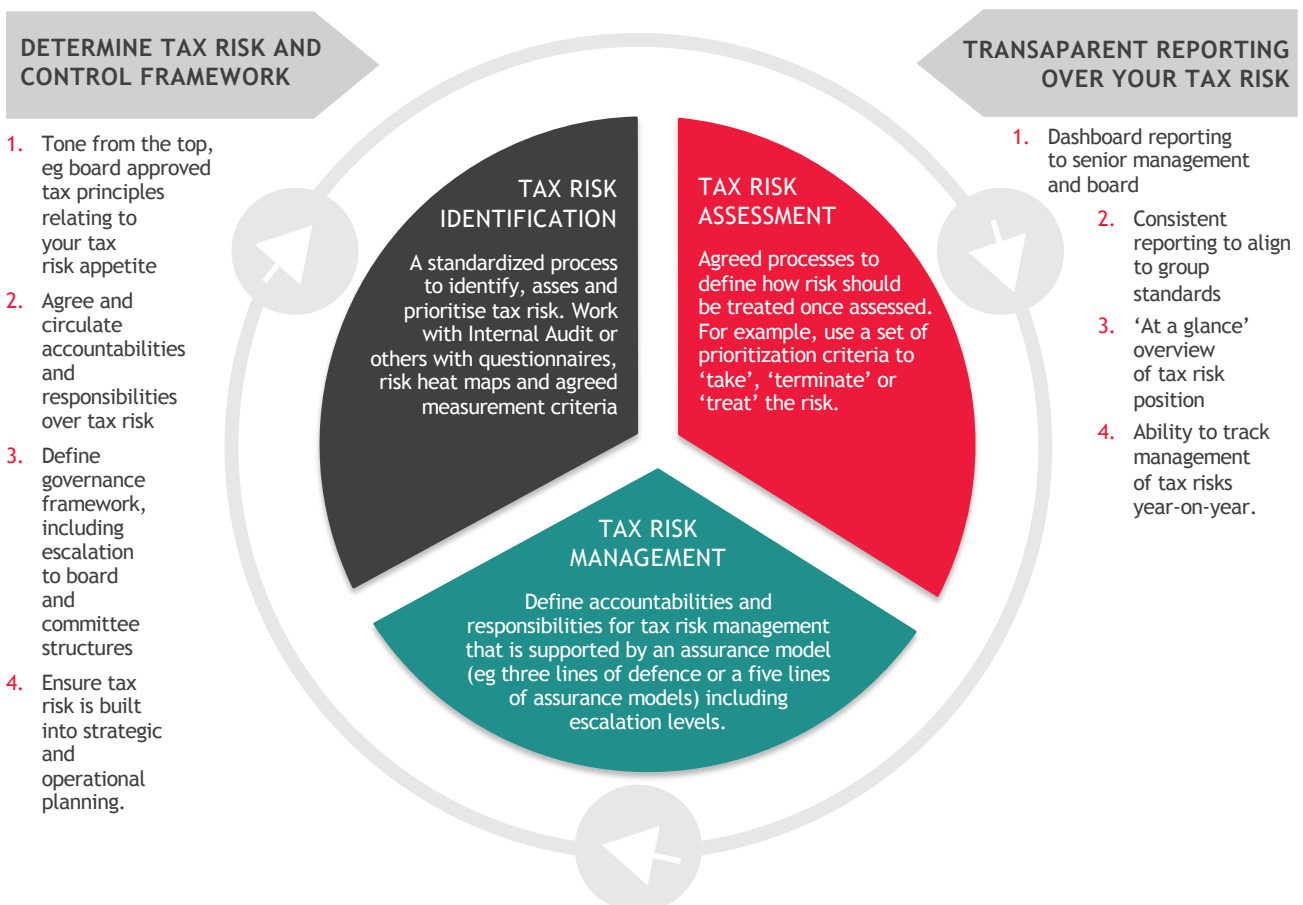 DETERMINE TAX RISK AND
CONTROL FRAMEWORK
1. Tone from the top,
eg board approved
tax principles
relating to
your tax
risk appetite
2. Agree and
circulate
accountabilities
and
responsibilities
over tax risk
3. Define
governance
framework,
including
escalation
to board
and
committee
structures
4. Ensure tax
risk is built
into strategic
and
operational
planning.
TAX RISK
IDENTIFICATION
A standardized process
to identify, asses and
prioritise tax risk. Work
with Internal Audit or
others with questionnaires,
risk heat maps and agreed
measurement criteria
TAX RISK
ASSESSMENT
Agreed processes to
define how risk should
be treated once assessed.
For example, use a set of
prioritization criteria to
‘take’, ‘terminate’ or
‘treat’ the risk.
TAX RISK
MANAGEMENT
Define accountabilities and
responsibilities for tax risk management
that is supported by an assurance model
(eg three lines of defence or a five lines
of assurance models) including
escalation levels.
TRANSAPARENT REPORTING
OVER YOUR TAX RISK
1. Dashboard reporting
to senior management
and board
2. Consistent
reporting to align
to group
standards
3. ‘At a glance’
overview
of tax risk
position
4. Ability to track
management
of tax risks
year-on-year.